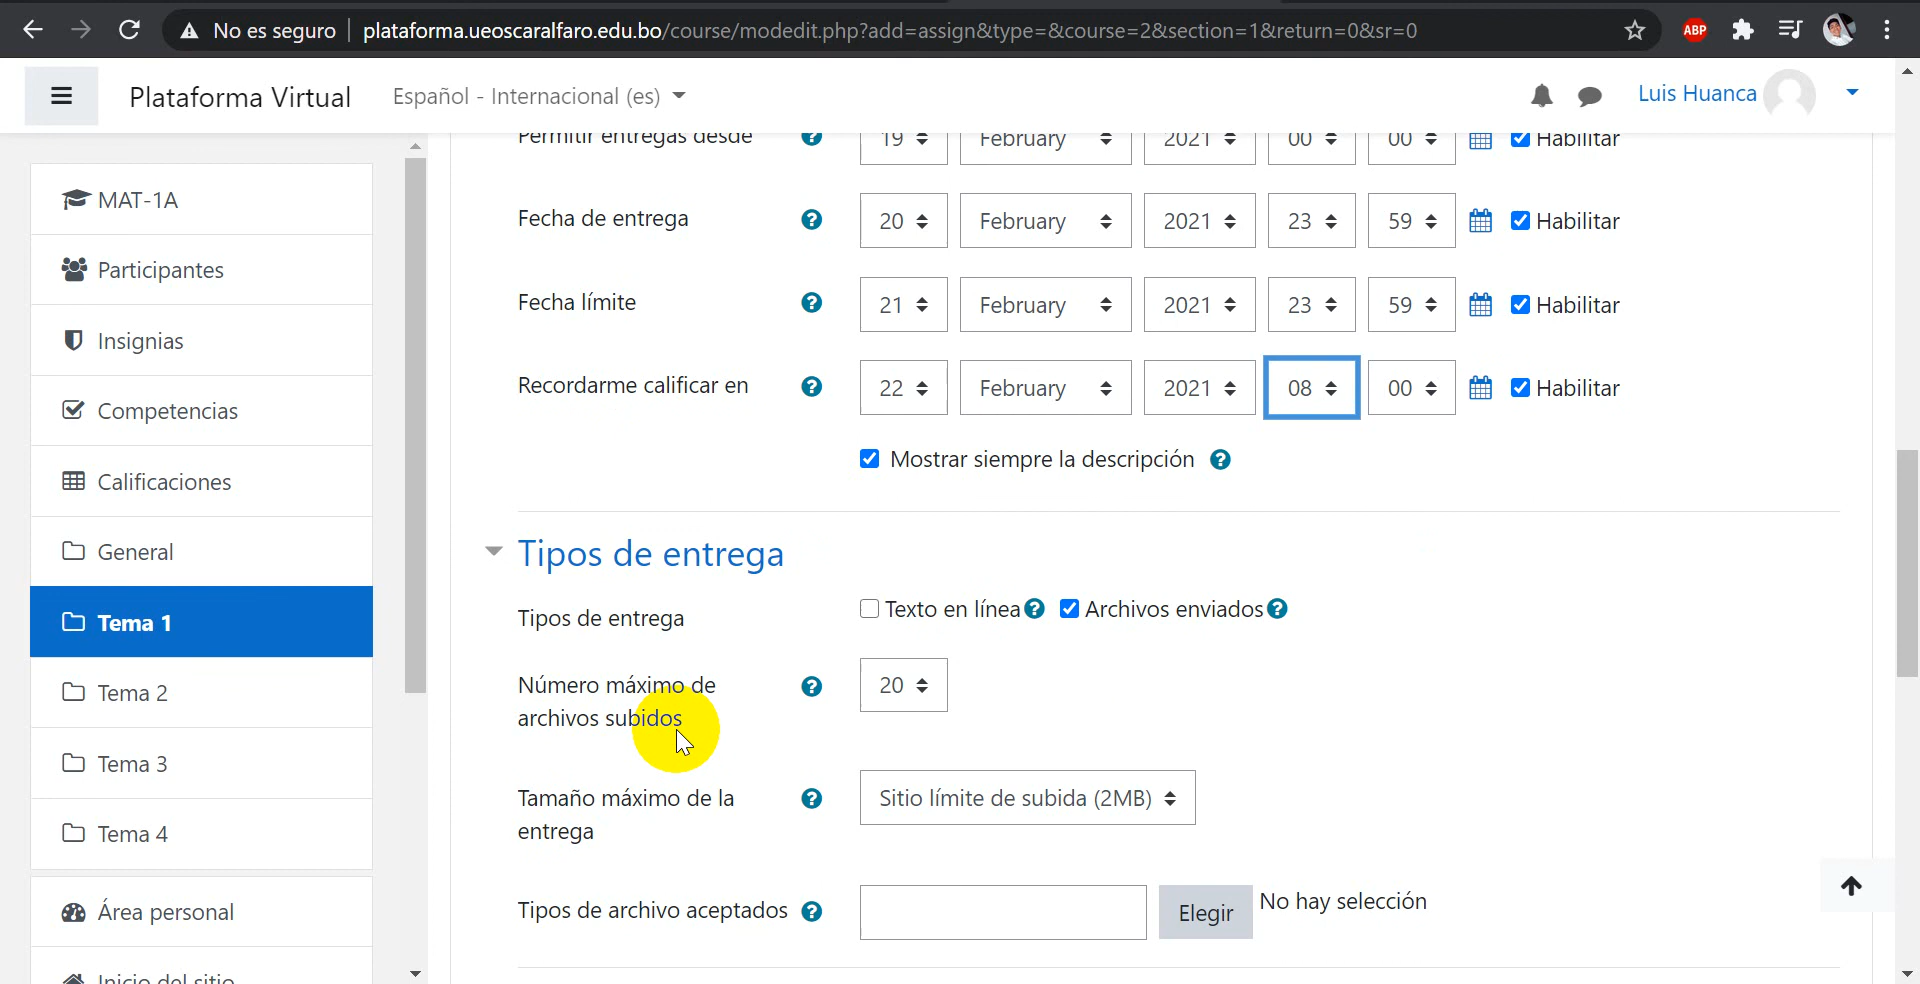 No es seguro plataforma.ueoscaralfaro.edu.bo/course/modedit.php?add=assign&type=&course=2&section=1&return=0&sr=0 ABP
Plataforma Virtual Español - Internacional (es) Luis Huanca
MAT-1A
Participantes
Insignias
Competencias
Calificaciones
General
Tema 1
Tema 2
Tema 3
Tema 4
Área personal
Inicio del sitio
Permitir entregas desde ? 19 February 2021 00 00 Habilitar
Fecha de entrega ? 20 February 2021 23 59 Habilitar
Fecha límite ? 21 February 2021 23 59 Habilitar
Recordarme calificar en ? 22 February 2021 08 00 Habilitar
Mostrar siempre la descripción ?
Tipos de entrega
Tipos de entrega Texto en línea ? Archivos enviados ?
Número máximo de ? 20
archivos subidos
Tamaño máximo de la ? Sitio límite de subida (2MB)
entrega
Tipos de archivo aceptados ? Elegir No hay selección